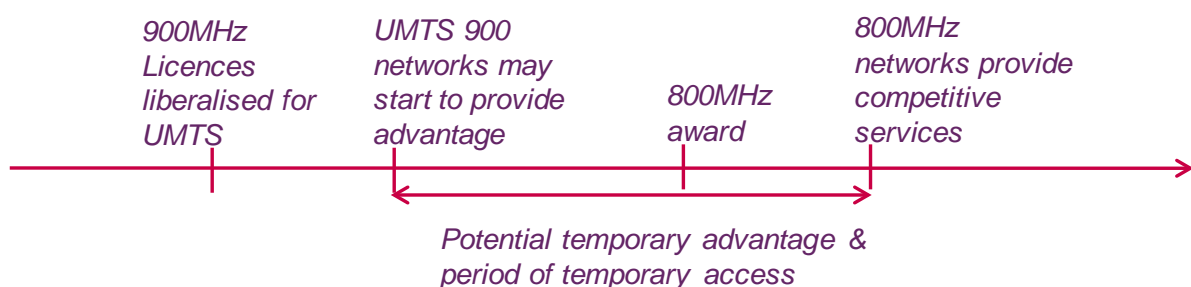 900MHz
Licences
liberalised for
UMTS
UMTS 900
networks may
start to provide
advantage
800MHz
award
800MHz
networks provide
competitive
services
Potential temporary advantage &
period of temporary access